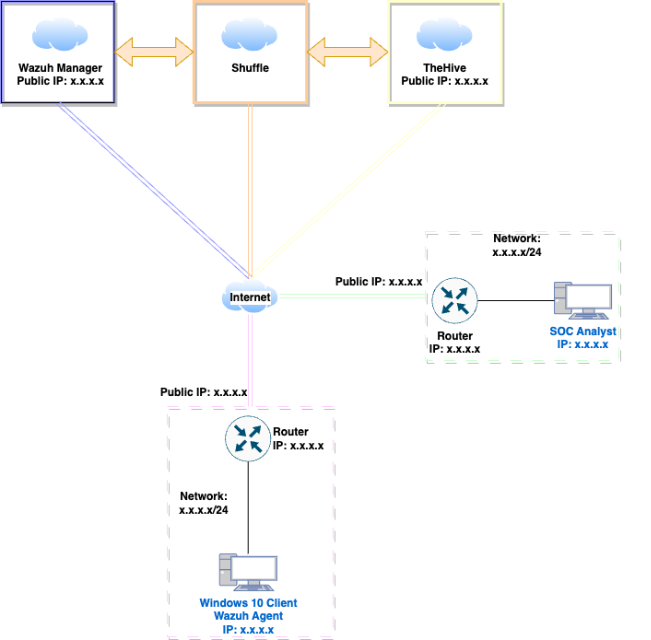 Wazuh Manager
Public IP: x.x.x.x
Shuffle
TheHive
Public IP: x.x.x.x
Network:
x.x.x.x/24
Public IP: x.x.x.x
Internet
Router
IP: x.x.x.x
SOC Analyst
IP: x.x.x.x
Public IP: x.x.x.x
Router
IP: x.x.x.x
Network:
x.x.x.x/24
Windows 10 Client
Wazuh Agent
IP: x.x.x.x